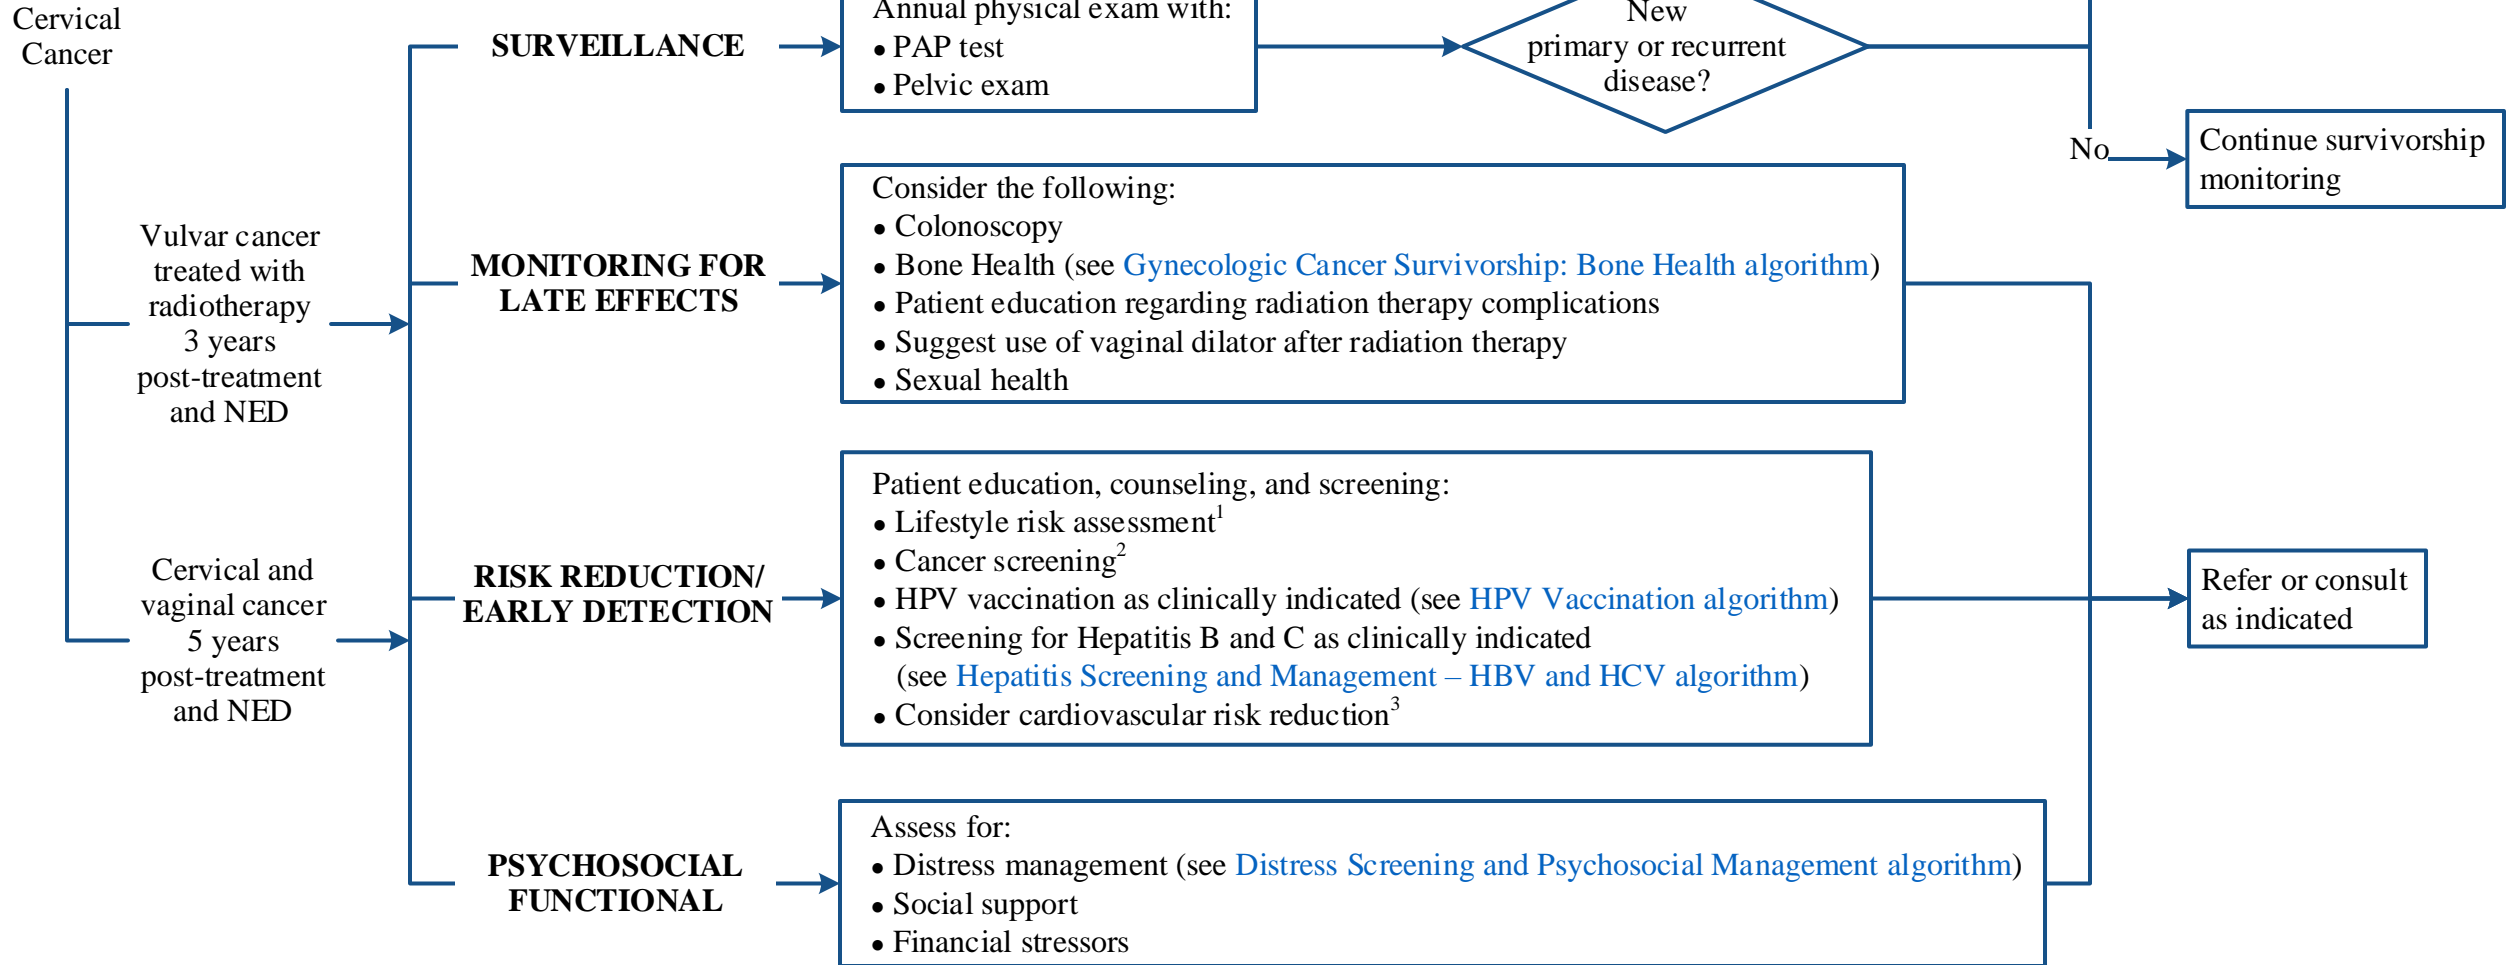 Cervical
Cancer
Vulvar cancer
treated with
radiotherapy
3 years
post-treatment
and NED
Cervical and
vaginal cancer
5 years
post-treatment
and NED
SURVEILLANCE
Annual physical exam with:
● PAP test
● Pelvic exam
New
primary or recurrent
disease?
No
Continue survivorship
monitoring
MONITORING FOR
LATE EFFECTS
Consider the following:
● Colonoscopy
● Bone Health (see Gynecologic Cancer Survivorship: Bone Health algorithm)
● Patient education regarding radiation therapy complications
● Suggest use of vaginal dilator after radiation therapy
● Sexual health
RISK REDUCTION/
EARLY DETECTION
Patient education, counseling, and screening:
● Lifestyle risk assessment1
● Cancer screening2
● HPV vaccination as clinically indicated (see HPV Vaccination algorithm)
● Screening for Hepatitis B and C as clinically indicated
(see Hepatitis Screening and Management – HBV and HCV algorithm)
● Consider cardiovascular risk reduction3
Refer or consult
as indicated
PSYCHOSOCIAL
FUNCTIONAL
Assess for:
● Distress management (see Distress Screening and Psychosocial Management algorithm)
● Social support
● Financial stressors